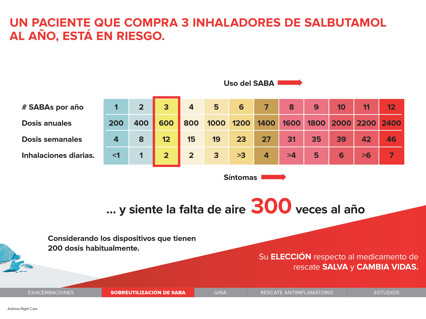 UN PACIENTE QUE COMPRA 3 INHALADORES DE SALBUTAMOL
AL AÑO, ESTÁ EN RIESGO.
Uso del SABA
# SABAs por año 1 2 3 4 5 6 7 8 9 10 11 12
Dosis anuales 200 400 600 800 1000 1200 1400 1600 1800 2000 2200 2400
Dosis semanales 4 8 12 15 19 23 27 31 35 39 42 46
Inhalaciones diarias. <1 1 2 2 3 >3 4 >4 5 6 >6 7
Síntomas
... y siente la falta de aire 300 veces al año
Considerando los dispositivos que tienen
200 dosis habitualmente.
Su ELECCIÓN respecto al medicamento de
rescate SALVA y CAMBIA VIDAS.
EXACERBACIONES SOBREUTILIZACIÓN DE SABA GINA RESCATE ANTIINFLAMATORIO ESTUDIOS
Asthma Right Care